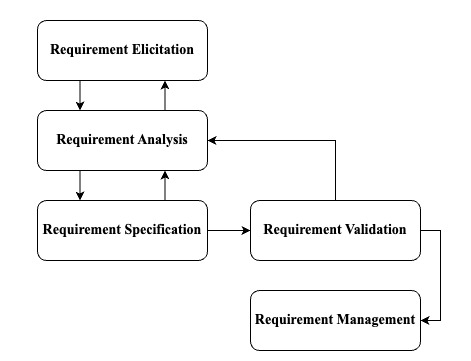 Requirement Elicitation
Requirement Analysis
Requirement Specification
Requirement Validation
Requirement Management